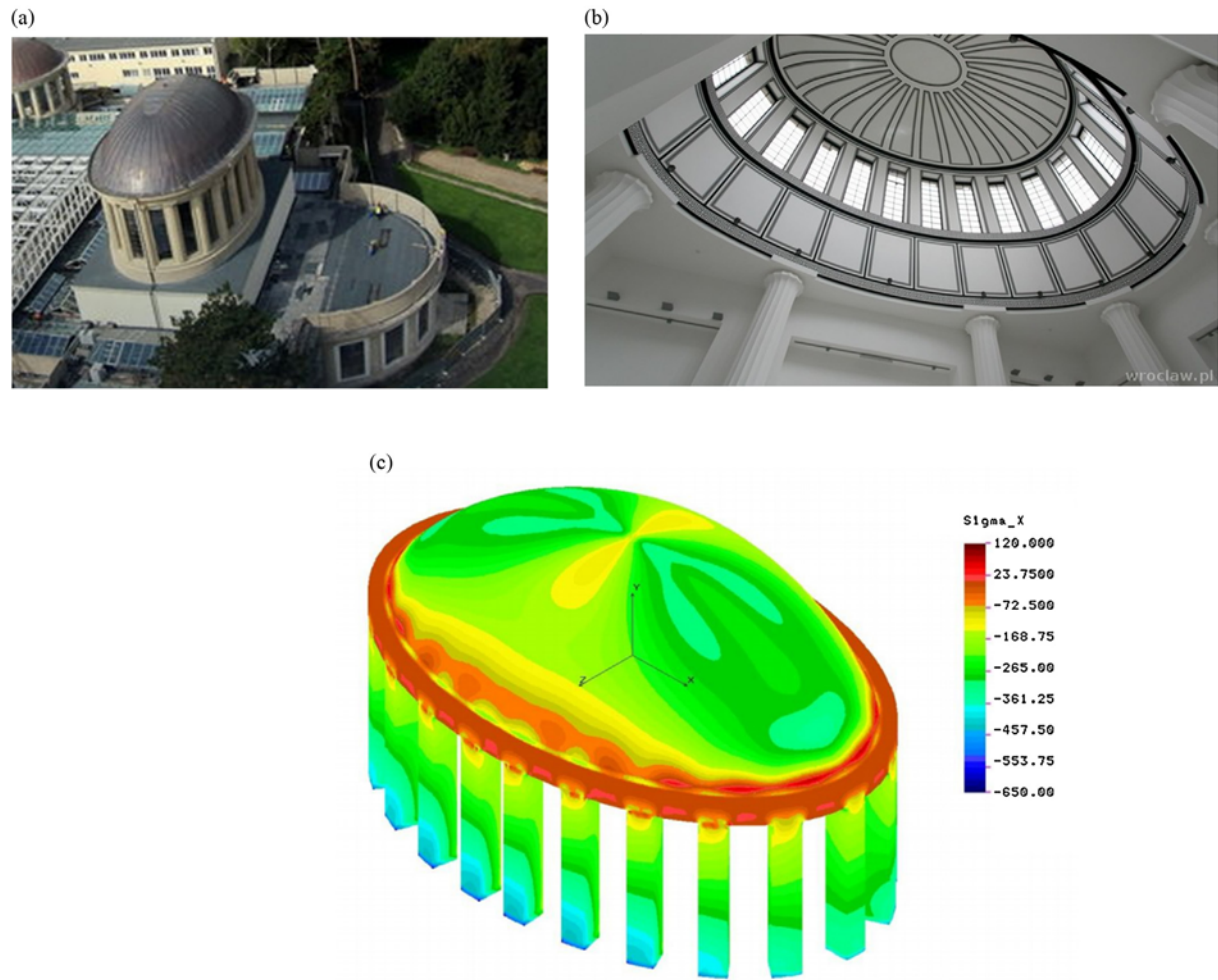 (a)
(b)
wroclaw.pl
(c)
Sigma_X
120.000
23.7500
-72.500
-168.75
-265.00
-361.25
-457.50
-553.75
-650.00
Y
Z
X